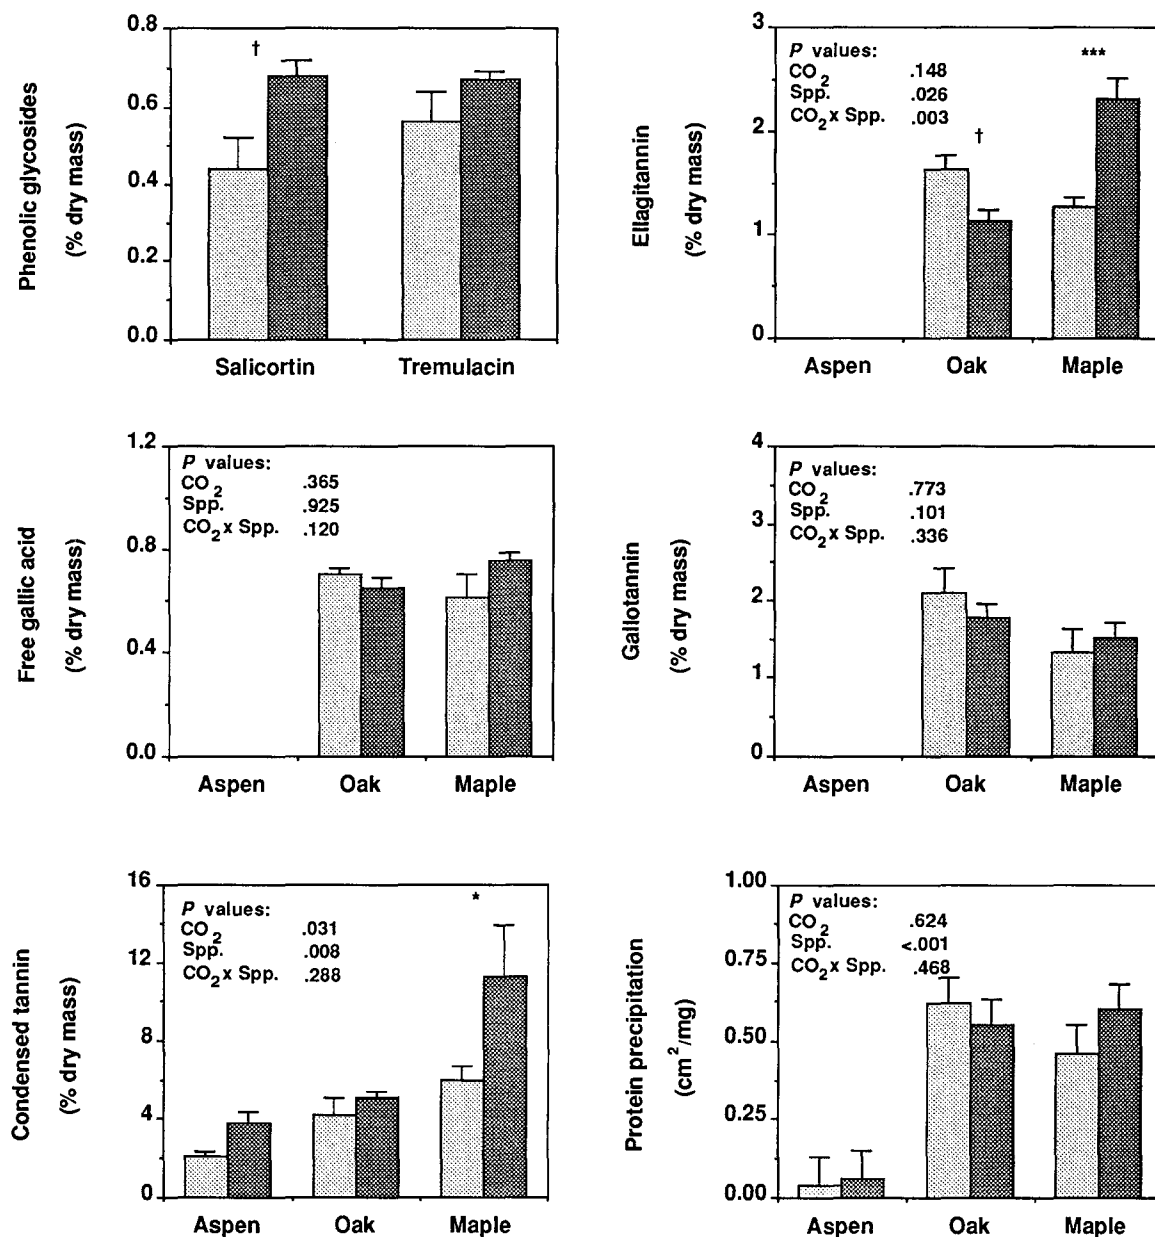 Phenolic glycosides
(% dry mass)
0.8
0.6
0.4
0.2
0.0
†
Salicortin Tremulacin
Ellagitannin
(% dry mass)
3
2
1
0
P values:
CO2 .148
Spp. .026
CO2 x Spp. .003
†
***
Aspen Oak Maple
Free gallic acid
(% dry mass)
1.2
0.8
0.4
0.0
P values:
CO2 .365
Spp. .925
CO2 x Spp. .120
Aspen Oak Maple
Gallotannin
(% dry mass)
4
3
2
1
0
P values:
CO2 .773
Spp. .101
CO2 x Spp. .336
Aspen Oak Maple
Condensed tannin
(% dry mass)
16
12
8
4
0
P values:
CO2 .031
Spp. .008
CO2 x Spp. .288
*
Aspen Oak Maple
Protein precipitation
(cm2/mg)
1.00
0.75
0.50
0.25
0.00
P values:
CO2 .624
Spp. <.001
CO2 x Spp. .468
Aspen Oak Maple